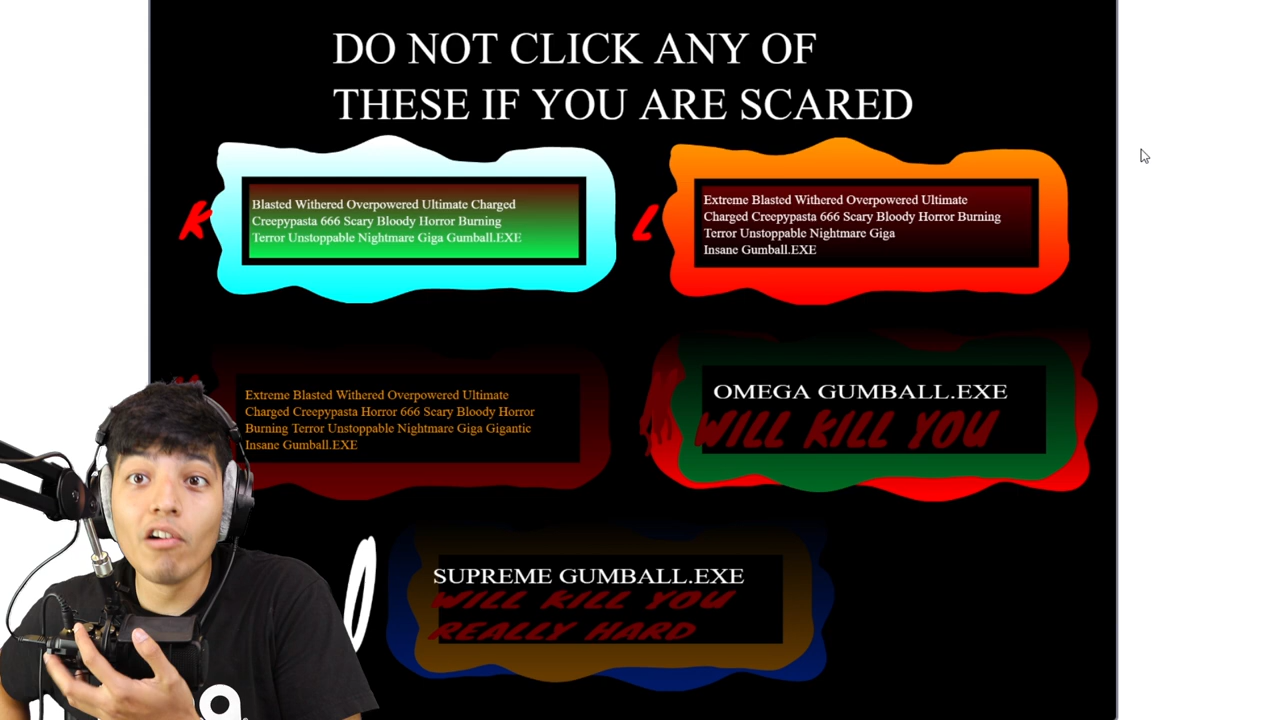 DO NOT CLICK ANY OF
THESE IF YOU ARE SCARED
K
Blasted Withered Overpowered Ultimate Charged
Creepypasta 666 Scary Bloody Horror Burning
Terror Unstoppable Nightmare Giga Gumball.EXE
L
Extreme Blasted Withered Overpowered Ultimate
Charged Creepypasta 666 Scary Bloody Horror Burning
Terror Unstoppable Nightmare Giga
Insane Gumball.EXE
Extreme Blasted Withered Overpowered Ultimate
Charged Creepypasta Horror 666 Scary Bloody Horror
Burning Terror Unstoppable Nightmare Giga Gigantic
Insane Gumball.EXE
OMEGA GUMBALL.EXE
WILL KILL YOU
SUPREME GUMBALL.EXE
WILL KILL YOU
REALLY HARD